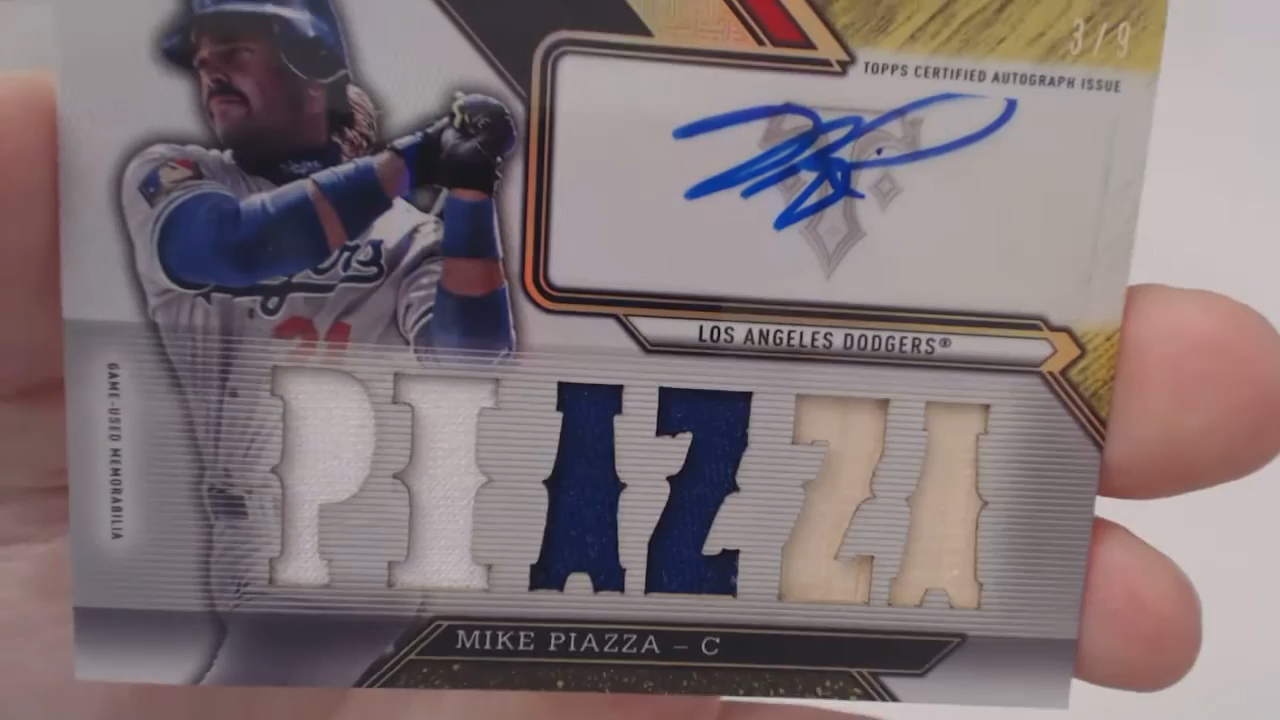 3/9
TOPPS CERTIFIED AUTOGRAPH ISSUE
LOS ANGELES DODGERS®
GAME-USED MEMORABILIA
PIAZZA
MIKE PIAZZA – C